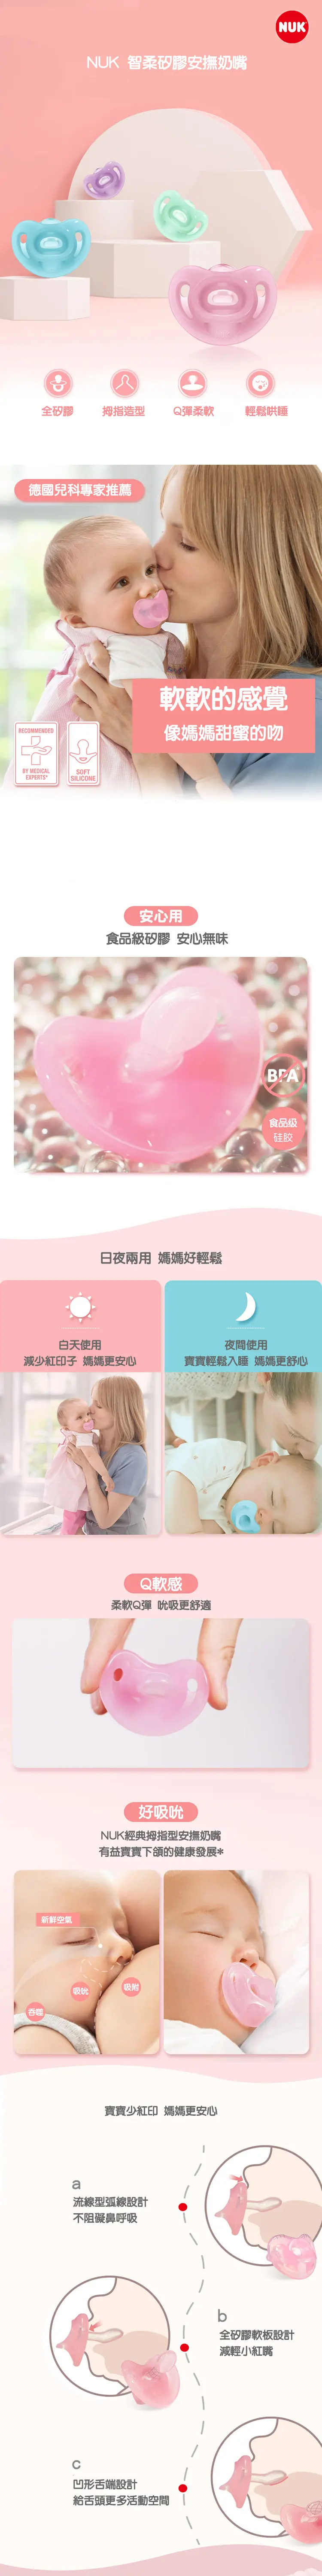 NUK
NUK 智柔矽膠安撫奶嘴
全矽膠
拇指造型
Q彈柔軟
輕鬆哄睡
德國兒科專家推薦
軟軟的感覺
像媽媽甜蜜的吻
RECOMMENDED
BY MEDICAL
EXPERTS*
SOFT
SILICONE
安心用
食品級矽膠 安心無味
BPA
食品級
硅胶
日夜兩用 媽媽好輕鬆
白天使用
減少紅印子 媽媽更安心
夜間使用
寶寶輕鬆入睡 媽媽更舒心
Q軟感
柔軟Q彈 吮吸更舒適
好吸吮
NUK經典拇指型安撫奶嘴
有益寶寶下頜的健康發展*
新鮮空氣
吸吮
吸附
吞嚥
寶寶少紅印 媽媽更安心
a
流線型弧線設計
不阻礙鼻呼吸
b
全矽膠軟板設計
減輕小紅嘴
c
凹形舌端設計
給舌頭更多活動空間